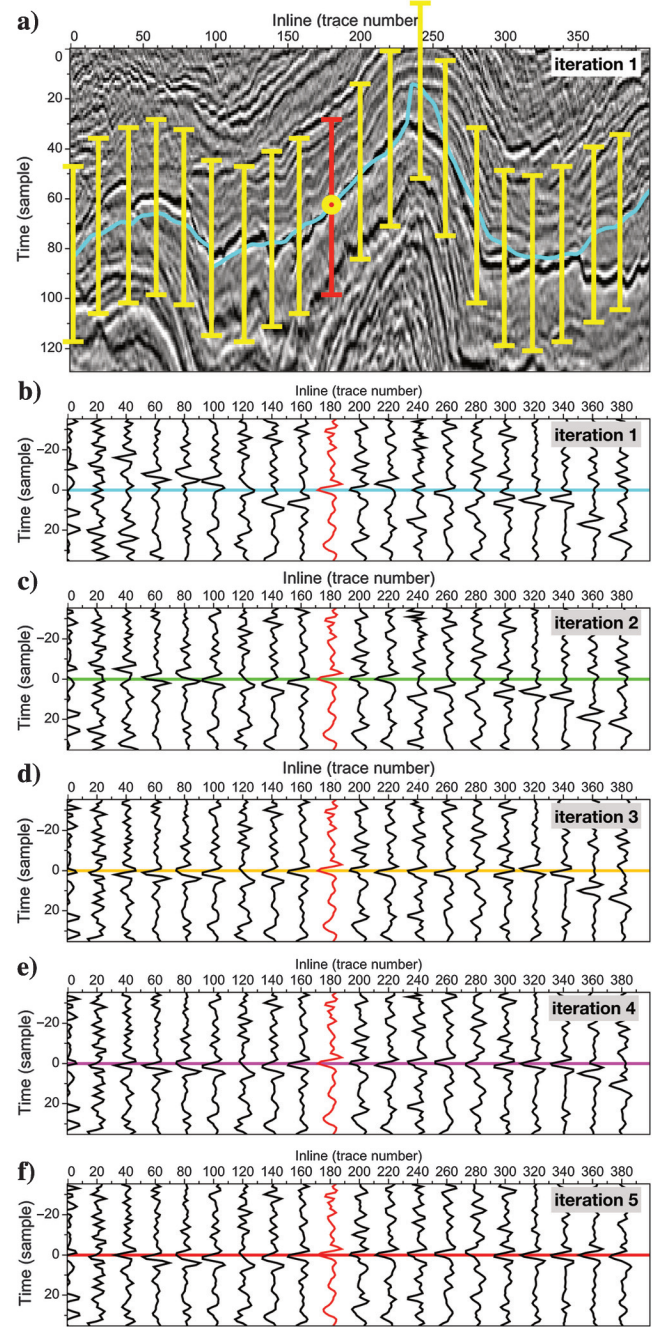 a)
Inline (trace number)
0 50 100 150 200 250 300 350
iteration 1
Time (sample)
0
20
40
60
80
100
120
b)
Inline (trace number)
0 20 40 60 80 100 120 140 160 180 200 220 240 260 280 300 320 340 360 380
iteration 1
Time (sample)
−20
0
20
c)
Inline (trace number)
0 20 40 60 80 100 120 140 160 180 200 220 240 260 280 300 320 340 360 380
iteration 2
Time (sample)
−20
0
20
d)
Inline (trace number)
0 20 40 60 80 100 120 140 160 180 200 220 240 260 280 300 320 340 360 380
iteration 3
Time (sample)
−20
0
20
e)
Inline (trace number)
0 20 40 60 80 100 120 140 160 180 200 220 240 260 280 300 320 340 360 380
iteration 4
Time (sample)
−20
0
20
f)
Inline (trace number)
0 20 40 60 80 100 120 140 160 180 200 220 240 260 280 300 320 340 360 380
iteration 5
Time (sample)
−20
0
20